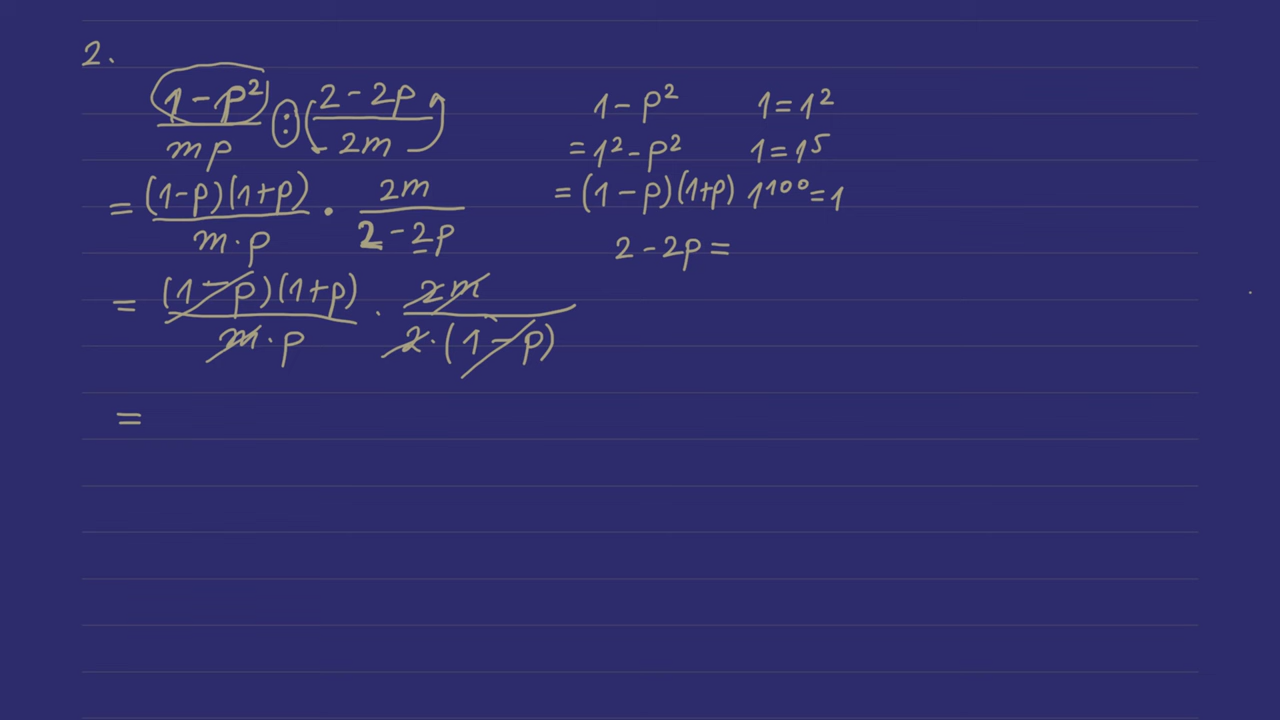 2.
1-p²/mp : (2-2p/2m)
= (1-p)(1+p)/m·p · 2m/2-2p
= (1-p)(1+p)/m·p · 2m/2·(1-p)
=
1-p² 1=1²
=1²-p² 1=1⁵
=(1-p)(1+p) 1¹⁰⁰=1
2-2p=